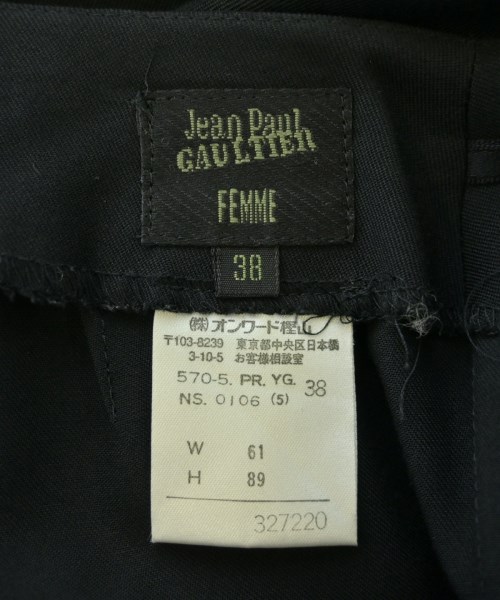 Jean Paul
GAULTIER
FEMME
38
(株)オンワード樫山
〒103-8239 東京都中央区日本橋
3-10-5 お客様相談室
570-5. PR. YG. 38
NS. 0106 (5)
W 61
H 89
327220